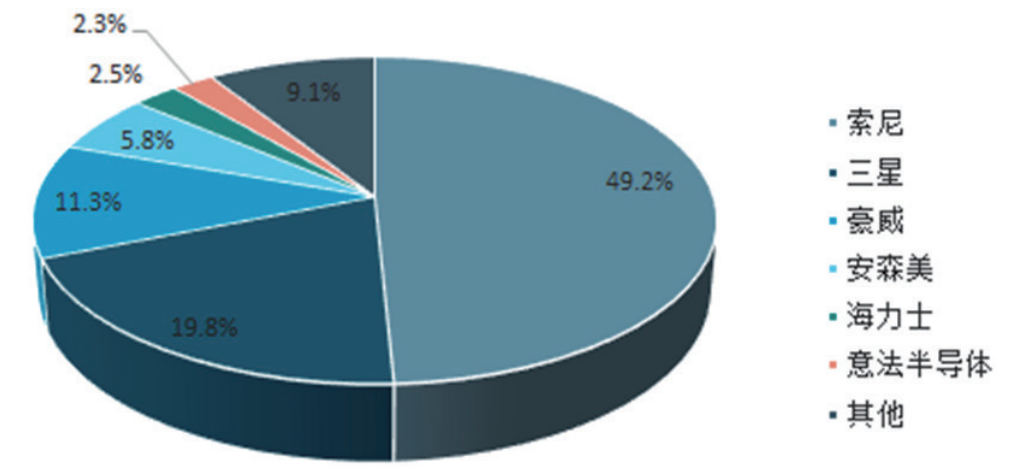 2.3%
2.5%
9.1%
5.8%
49.2%
11.3%
19.8%
索尼
三星
豪威
安森美
海力士
意法半导体
其他